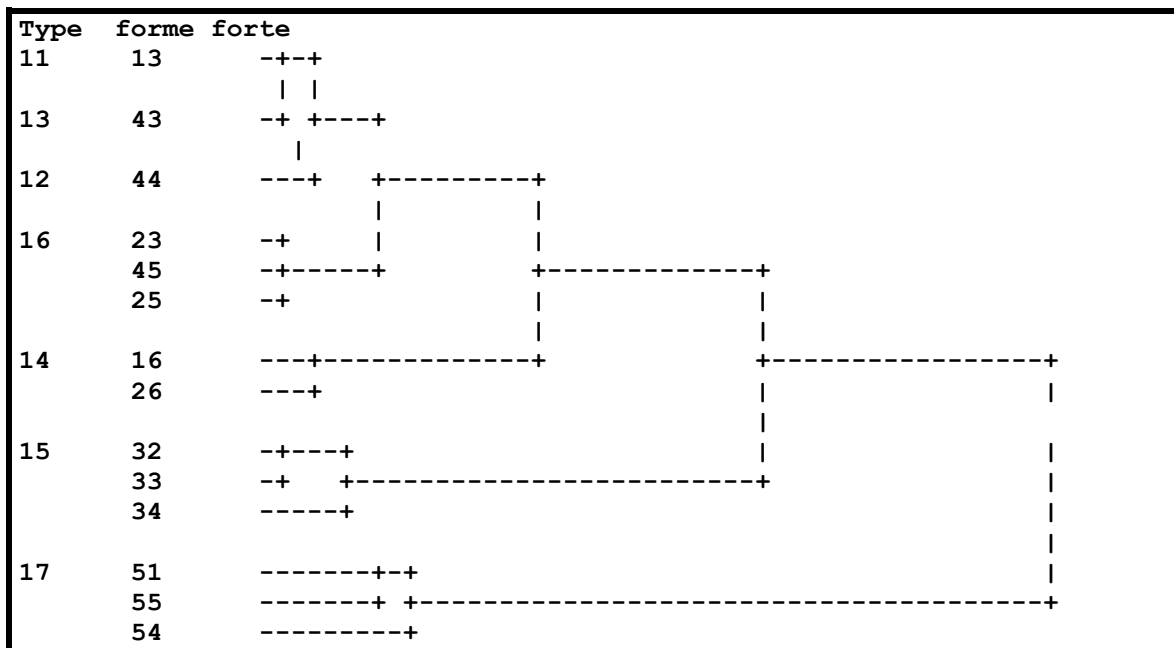 Type forme forte
11 13 -+-+
| |
13 43 -+ +---+
|
12 44 ---+ +----------+
| |
16 23 -+ | |
45 -+-----+ +-------------+
25 -+ | |
| |
14 16 ---+-------------+ +-----------------+
26 ---+ | |
|
15 32 -+---+ | |
33 -+ +--------------------------+ |
34 -----+ |
|
17 51 -------+-+ |
55 -------+ +---------------------------------------+
54 ---------+